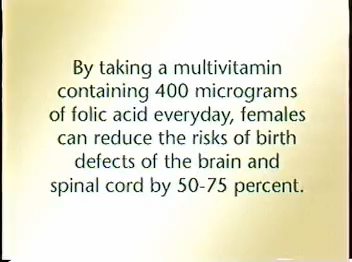 By taking a multivitamin
containing 400 micrograms
of folic acid everyday, females
can reduce the risks of birth
defects of the brain and
spinal cord by 50-75 percent.